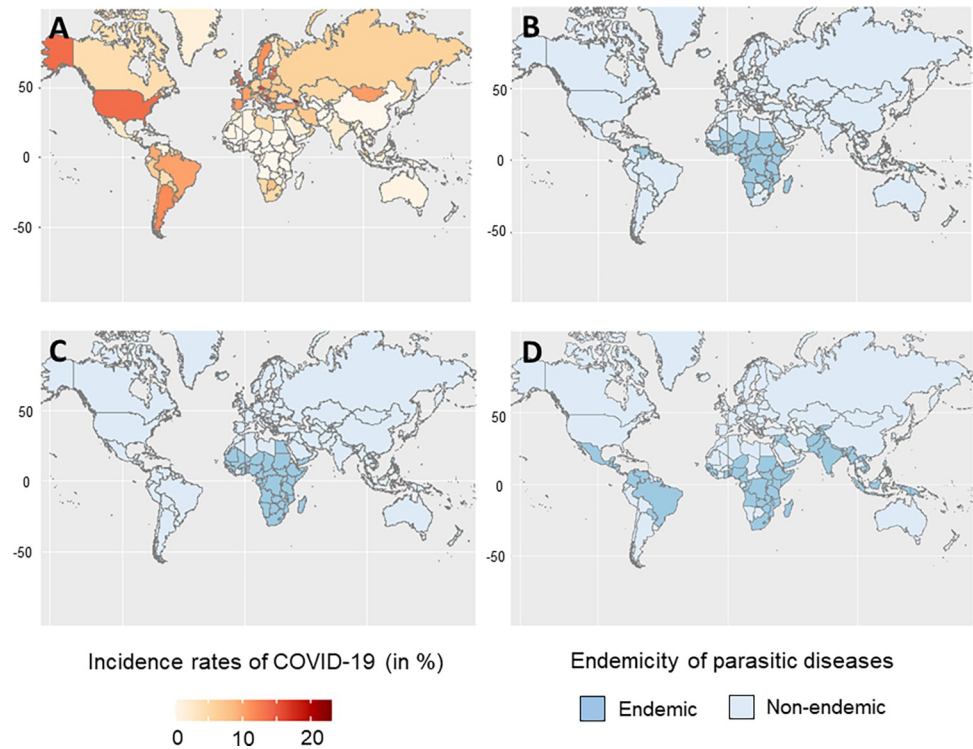 A
50
0
-50
B
50
0
-50
C
50
0
-50
D
50
0
-50
Incidence rates of COVID-19 (in %)
0 10 20
Endemicity of parasitic diseases
Endemic Non-endemic